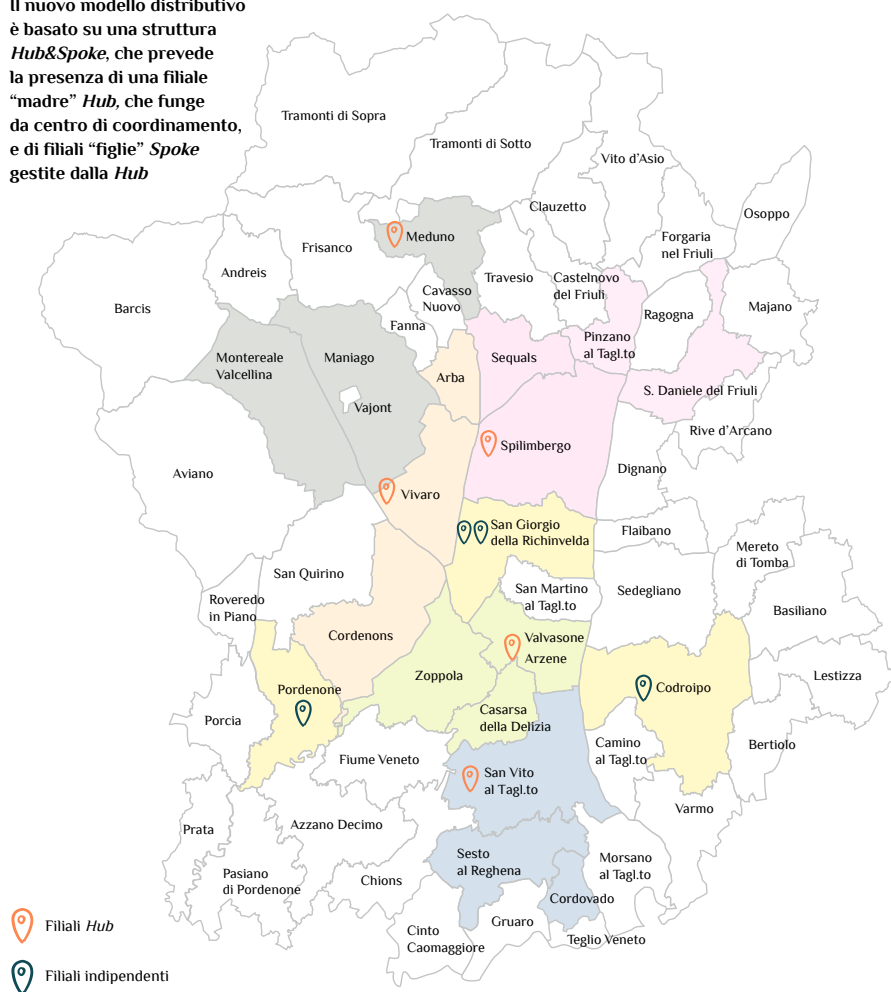 Il nuovo modello distributivo
è basato su una struttura
Hub&Spoke, che prevede
la presenza di una filiale
“madre” Hub, che funge
da centro di coordinamento,
e di filiali “figlie” Spoke
gestite dalla Hub
Tramonti di Sopra
Tramonti di Sotto
Vito d’Asio
Clauzetto
Osoppo
Meduno
Forgaria
nel Friuli
Frisanco
Andreis
Travesio
Castelnovo
del Friuli
Cavasso
Nuovo
Barcis
Majano
Ragogna
Fanna
Pinzano
al Tagl.to
Montereale
Valcellina
Maniago
Sequals
Arba
S. Daniele del Friuli
Vajont
Rive d’Arcano
Spilimbergo
Aviano
Dignano
Vivaro
San Giorgio
della Richinvelda
Flaibano
Mereto
di Tomba
San Quirino
San Martino
al Tagl.to
Sedegliano
Roveredo
in Piano
Basiliano
Cordenons
Valvasone
Arzene
Zoppola
Lestizza
Pordenone
Codroipo
Porcia
Casarsa
della Delizia
Camino
al Tagl.to
Bertiolo
Fiume Veneto
San Vito
al Tagl.to
Varmo
Prata
Azzano Decimo
Sesto
al Reghena
Morsano
al Tagl.to
Pasiano
di Pordenone
Chions
Cordovado
Gruaro
Cinto
Caomaggiore
Teglio Veneto
Filiali Hub
Filiali indipendenti